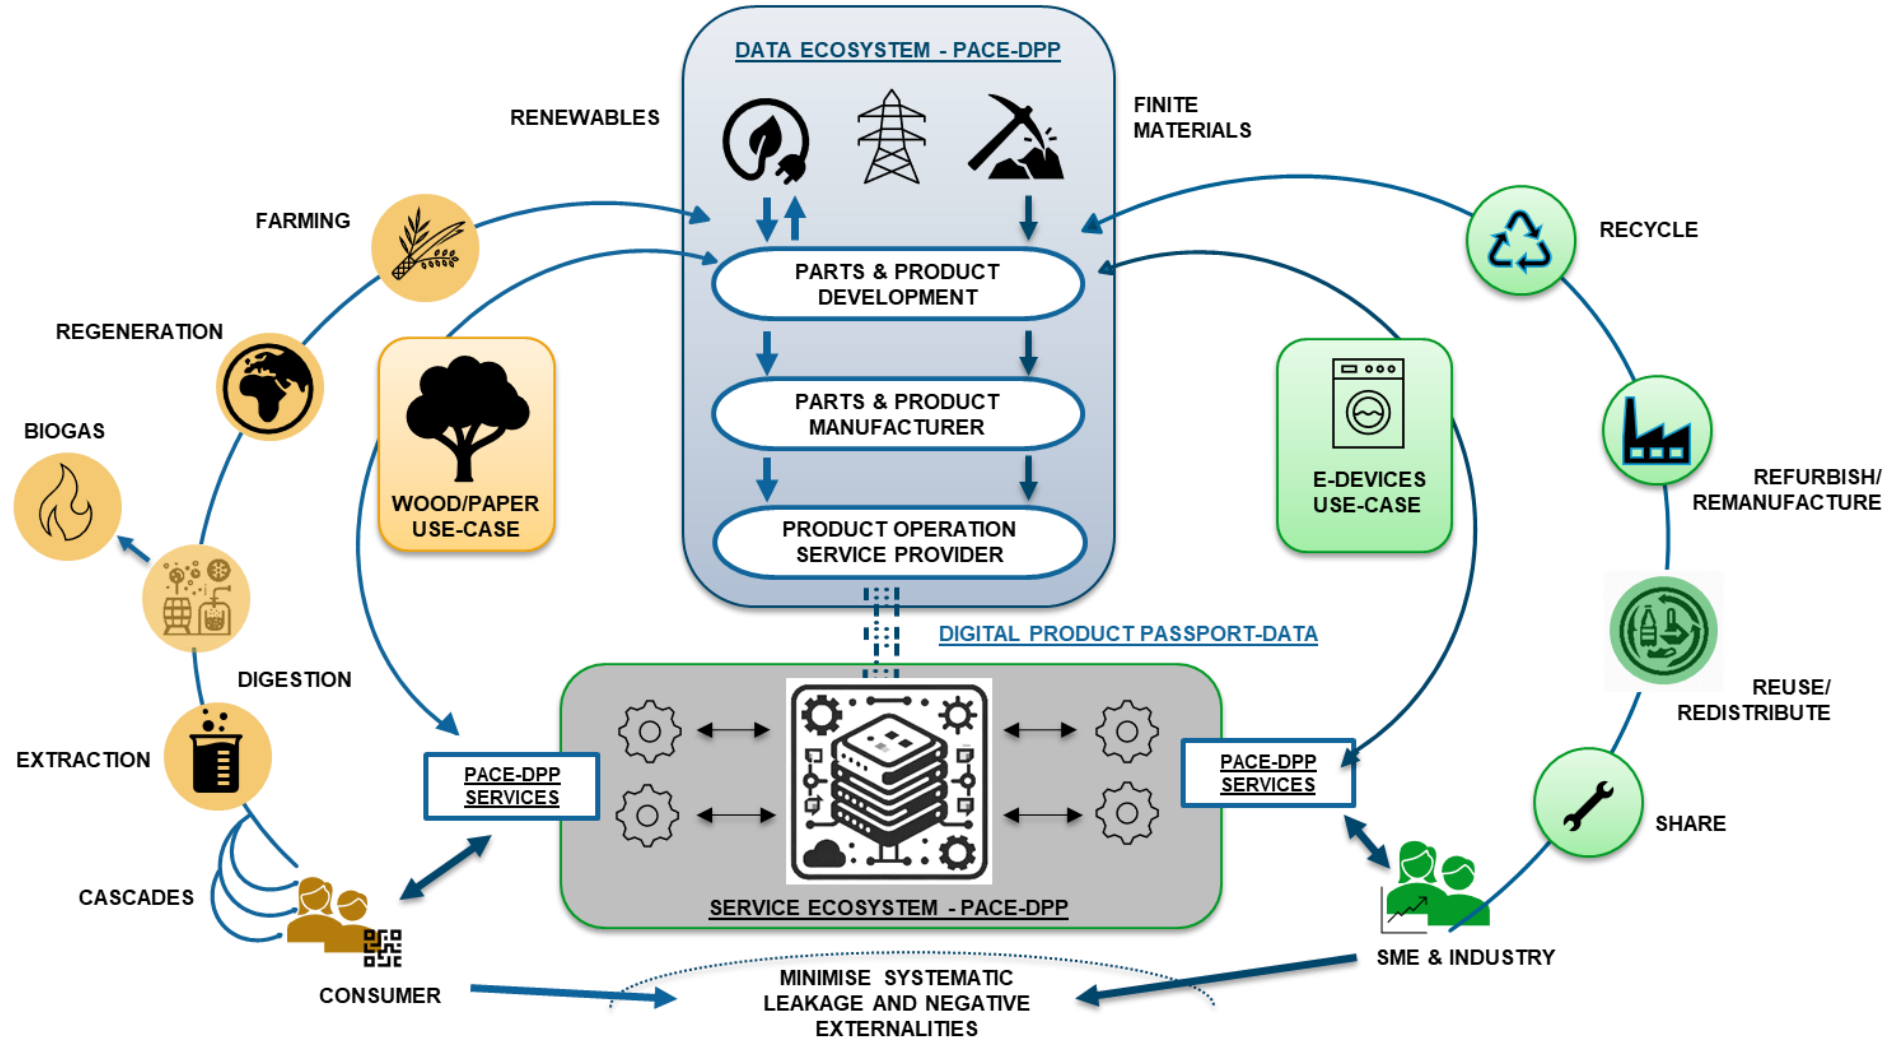 DATA ECOSYSTEM - PACE-DPP
RENEWABLES
FINITE
MATERIALS
FARMING
RECYCLE
PARTS & PRODUCT
DEVELOPMENT
REGENERATION
BIOGAS
WOOD/PAPER
USE-CASE
PARTS & PRODUCT
MANUFACTURER
E-DEVICES
USE-CASE
REFURBISH/
REMANUFACTURE
PRODUCT OPERATION
SERVICE PROVIDER
DIGITAL PRODUCT PASSPORT-DATA
DIGESTION
REUSE/
REDISTRIBUTE
EXTRACTION
PACE-DPP
SERVICES
PACE-DPP
SERVICES
SHARE
CASCADES
SERVICE ECOSYSTEM - PACE-DPP
SME & INDUSTRY
CONSUMER
MINIMISE SYSTEMATIC
LEAKAGE AND NEGATIVE
EXTERNALITIES